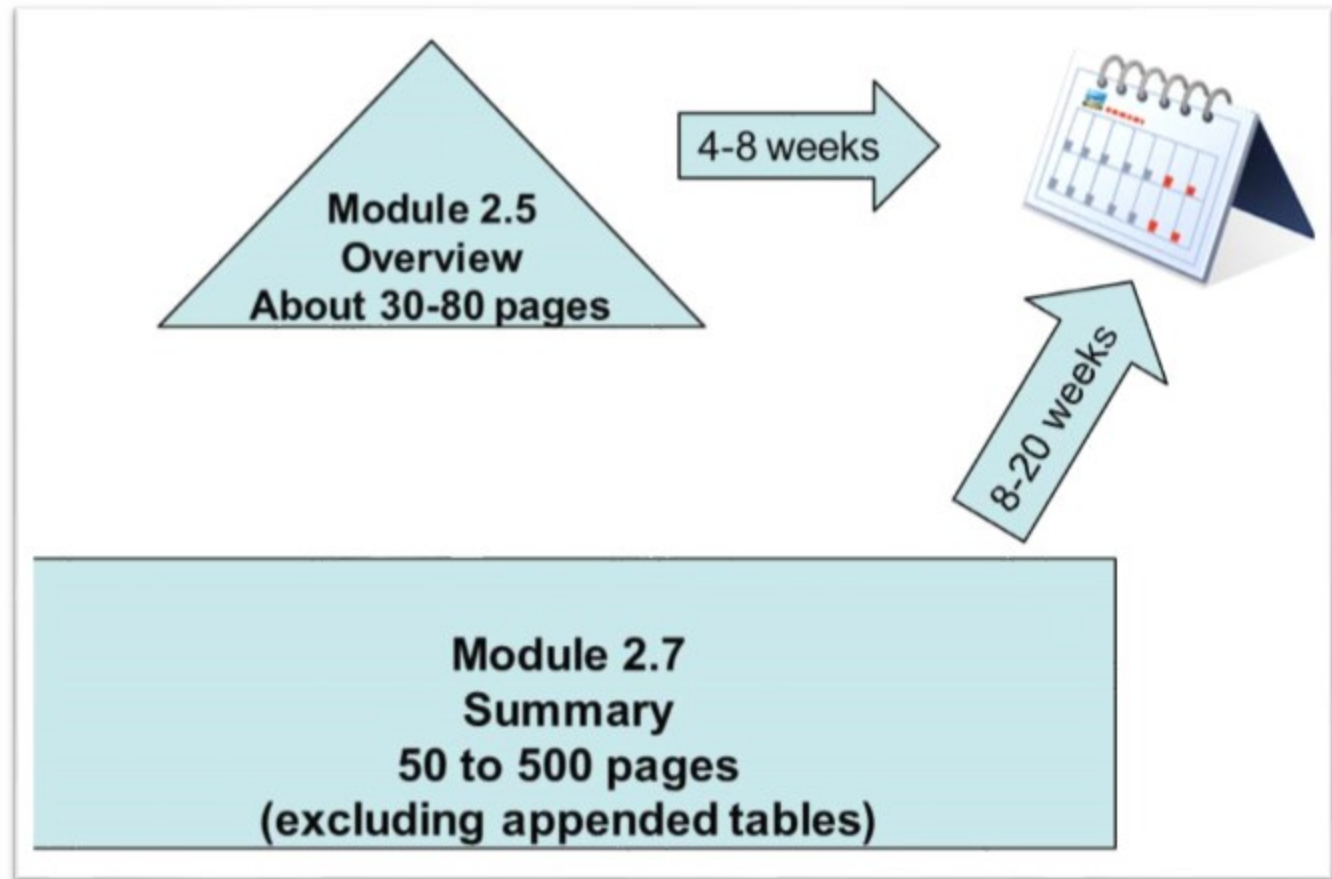 Module 2.5
Overview
About 30-80 pages
4-8 weeks
8-20 weeks
Module 2.7
Summary
50 to 500 pages
(excluding appended tables)